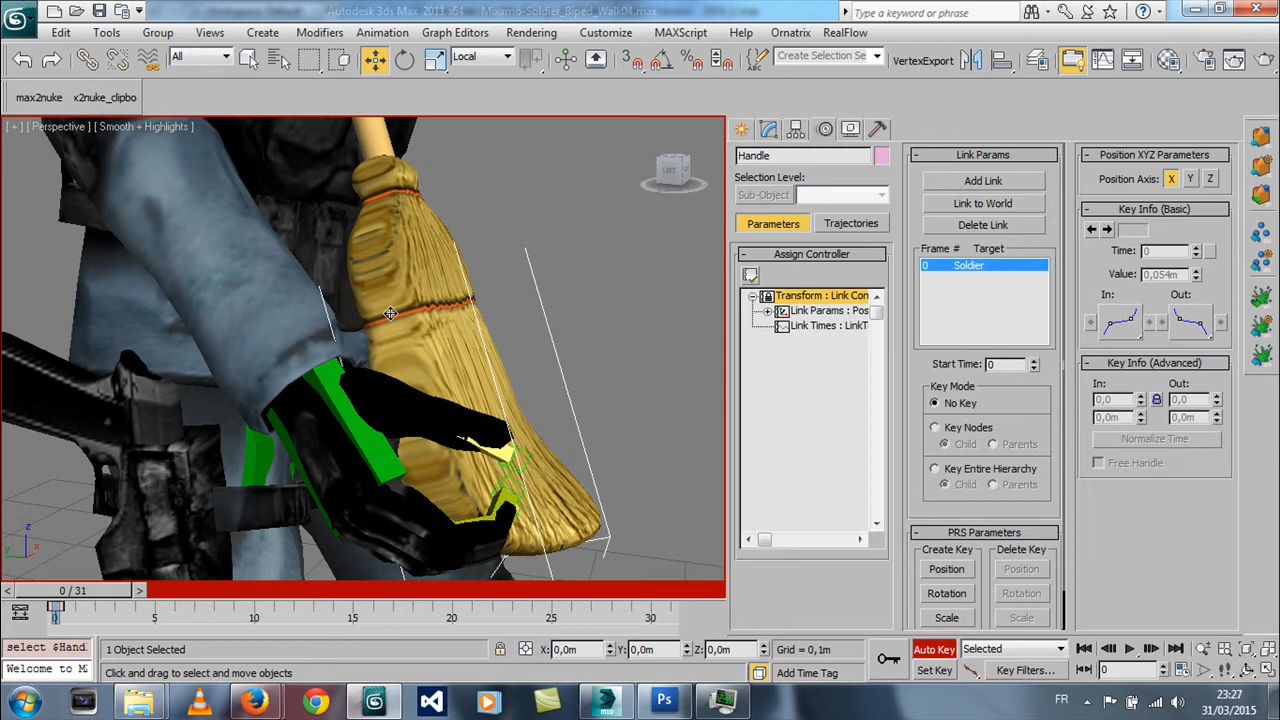 Autodesk 3ds Max 2011 x64 Mixamo-Soldier_Biped_Walk04.max
Type a keyword or phrase
Edit Tools Group Views Create Modifiers Animation Graph Editors Rendering Customize MAXScript Help Ornatrix RealFlow
All Local Create Selection Se VertexExport
max2nuke x2nuke_clipbo
[ + ] [ Perspective ] [ Smooth + Highlights ]
LEFT
Handle
Selection Level:
Sub-Object
Parameters Trajectories
Assign Controller
Transform : Link Con
Link Params : Pos
Link Times : LinkT
Link Params
Add Link
Link to World
Delete Link
Frame # Target
0 Soldier
Start Time: 0
Key Mode
No Key
Key Nodes
Child Parents
Key Entire Hierarchy
Child Parents
PRS Parameters
Create Key Delete Key
Position Position
Rotation Rotation
Scale Scale
Position XYZ Parameters
Position Axis: X Y Z
Key Info (Basic)
Time: 0
Value: 0,054m
In: Out:
Key Info (Advanced)
In: Out:
0,0 0,0
0,0m 0,0m
Normalize Time
Free Handle
z
y x
0 / 31
0 5 10 15 20 25 30
select $Hand
Welcome to M
1 Object Selected X: 0,0m Y: 0,0m Z: 0,0m Grid = 0,1m
Click and drag to select and move objects Add Time Tag
Auto Key Selected
Set Key Key Filters... 0
FR 23:27
31/03/2015